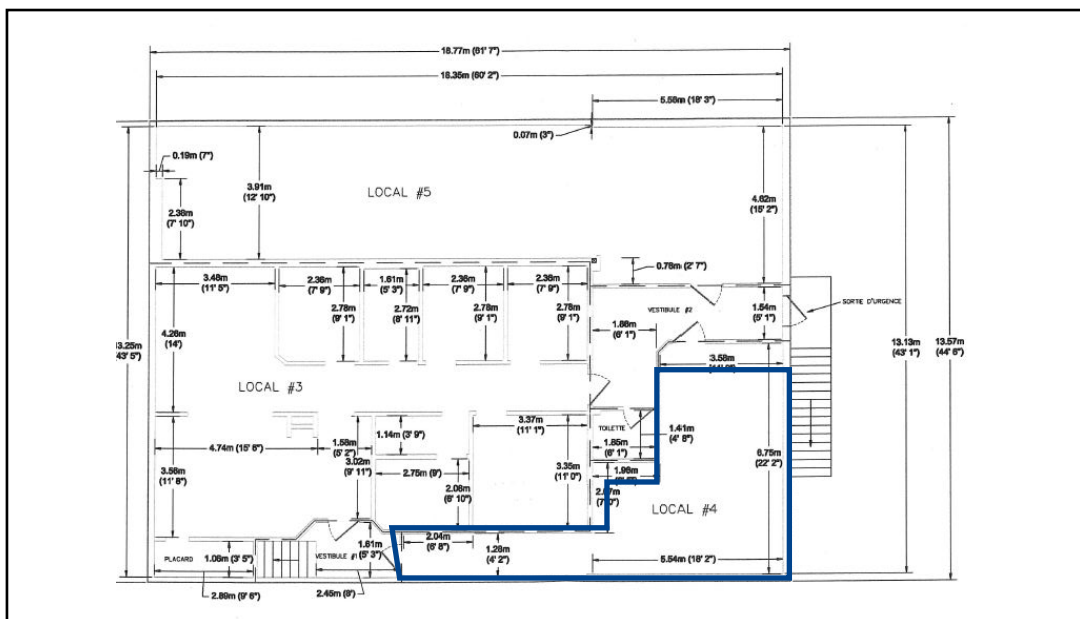 18.77m (61' 7")
18.35m (60' 2")
5.56m (18' 3")
0.07m (3")
0.19m (7")
3.91m
(12' 10")
LOCAL #5
4.62m
(15' 2")
2.38m
(7' 10")
0.78m (2' 7")
3.48m
(11' 5")
2.36m
(7' 9")
1.61m
(5' 3")
2.36m
(7' 9")
2.36m
(7' 9")
2.78m
(9' 1")
2.72m
(8' 11")
2.78m
(9' 1")
2.78m
(9' 1")
VESTIBULE #2
1.54m
(5' 1")
SORTIE D'URGENCE
4.26m
(14')
1.86m
(6' 1")
3.25m
(43' 5")
13.13m
(43' 1")
13.57m
(44' 6")
3.58m
LOCAL #3
3.37m
(11' 1")
TOILETTE
1.41m
(4' 8")
1.14m (3' 9")
4.74m (15' 6")
1.58m
(5' 2")
1.85m
(6' 1")
6.75m
(22' 2")
3.02m
(9' 11")
3.35m
(11' 0")
3.56m
(11' 8")
2.75m (9')
1.98m
2.06m
(6' 10")
LOCAL #4
2.04m
(6' 8")
1.28m
(4' 2")
1.61m
(5' 3")
PLACARD
1.06m (3' 5")
VESTIBULE #1
5.54m (18' 2")
2.89m (9' 6")
2.45m (8')